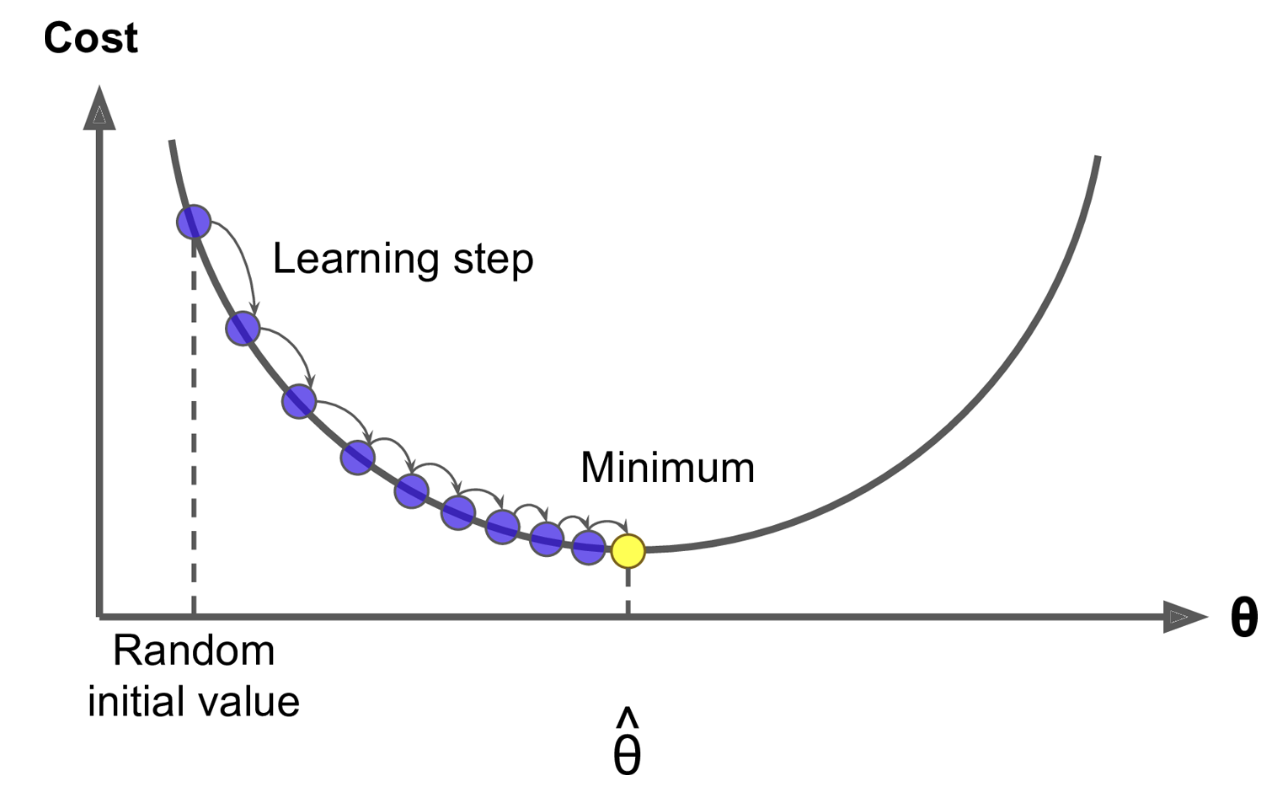 Cost
Learning step
Minimum
θ
Random
initial value
θ̂